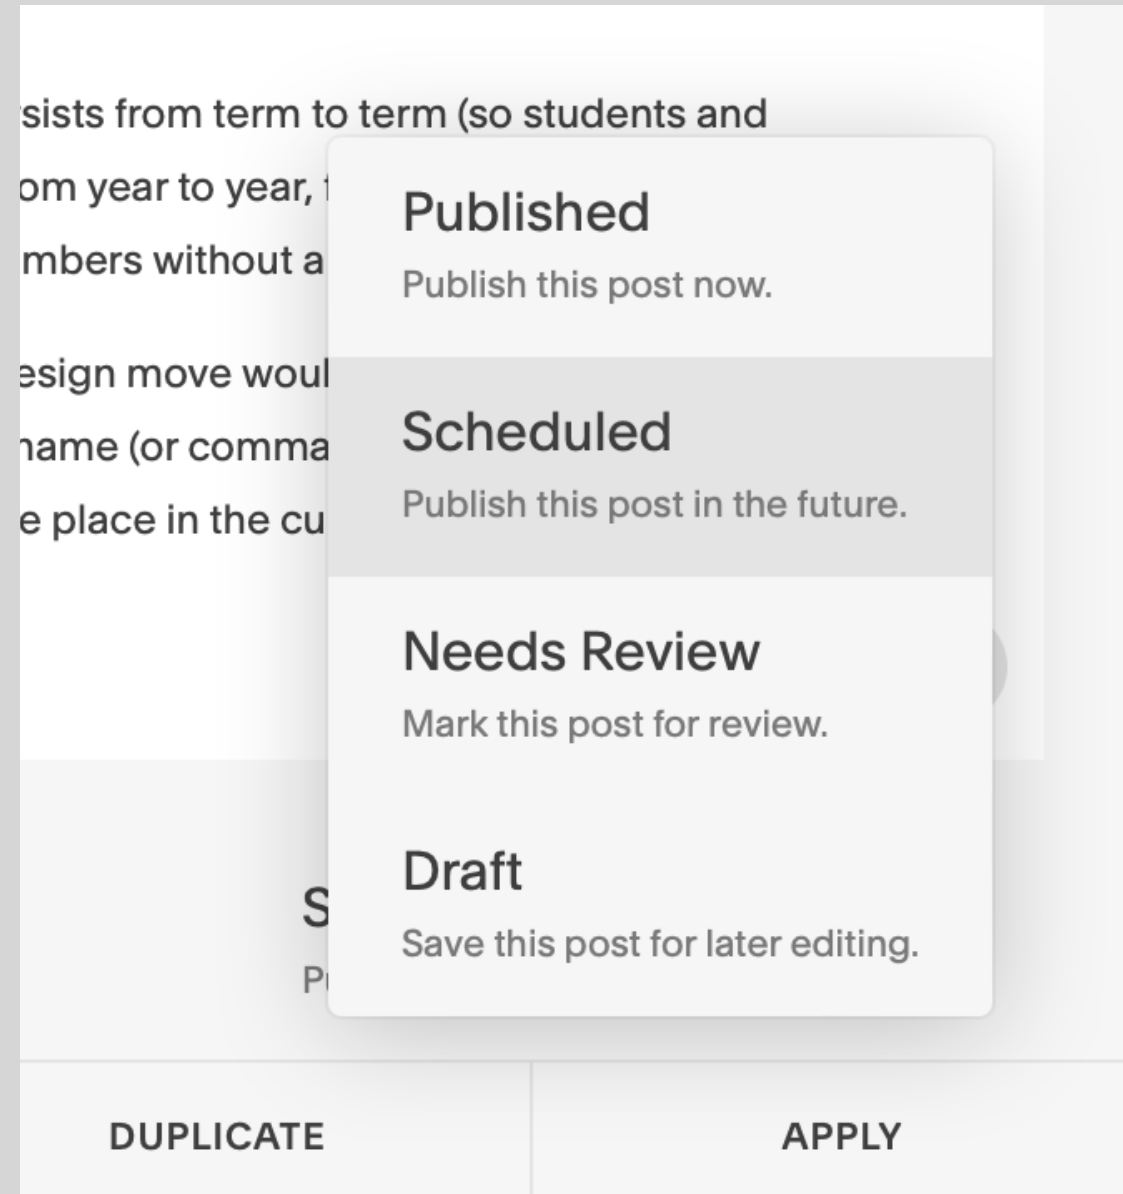 sists from term to term (so students and
om year to year,
mbers without a
esign move woul
name (or comma
e place in the cu
Published
Publish this post now.
Scheduled
Publish this post in the future.
Needs Review
Mark this post for review.
Draft
Save this post for later editing.
S
P
DUPLICATE
APPLY